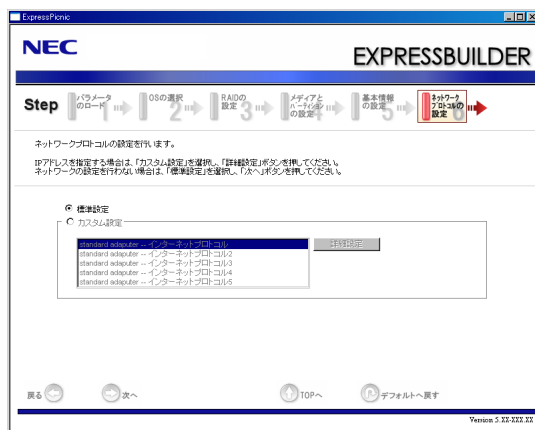 ExpressPicnic
NEC
EXPRESSBUILDER
Step
パラメータ
のロード
1
OSの選択
2
RAIDの
設定
3
メディアと
パーティション
の設定
4
基本情報
の設定
5
ネットワーク
プロトコルの
設定
6
ネットワークプロトコルの設定を行います。
IPアドレスを指定する場合は、「カスタム設定」を選択し、「詳細設定」ボタンを押してください。
ネットワークの設定を行わない場合は、「標準設定」を選択し、「次へ」ボタンを押してください。
標準設定
カスタム設定
standard adaputer -- インターネットプロトコル
詳細設定
standard adaputer -- インターネットプロトコル2
standard adaputer -- インターネットプロトコル3
standard adaputer -- インターネットプロトコル4
standard adaputer -- インターネットプロトコル5
戻る
次へ
TOPへ
デフォルトへ戻す
Version 5.XX-XXX.XX